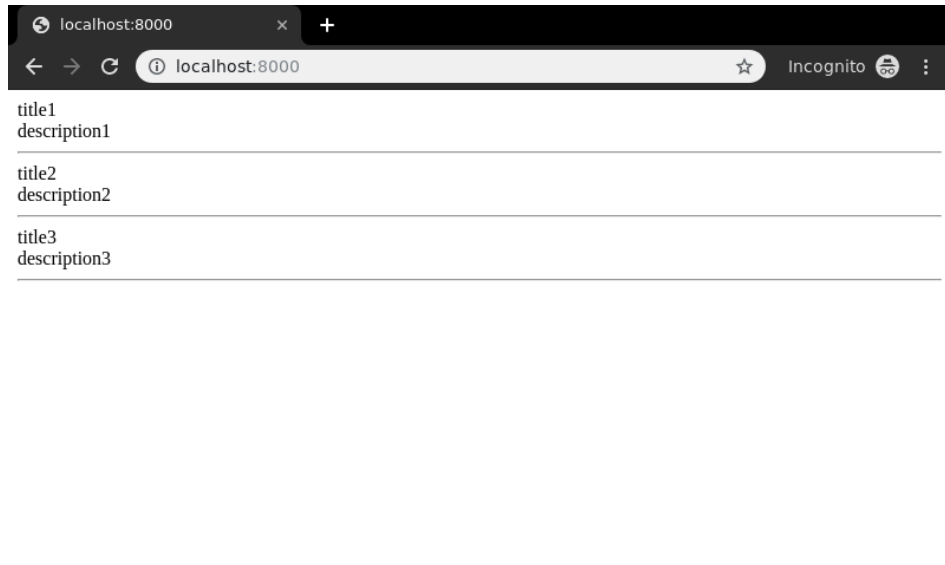 localhost:8000
localhost:8000
Incognito
title1
description1
title2
description2
title3
description3